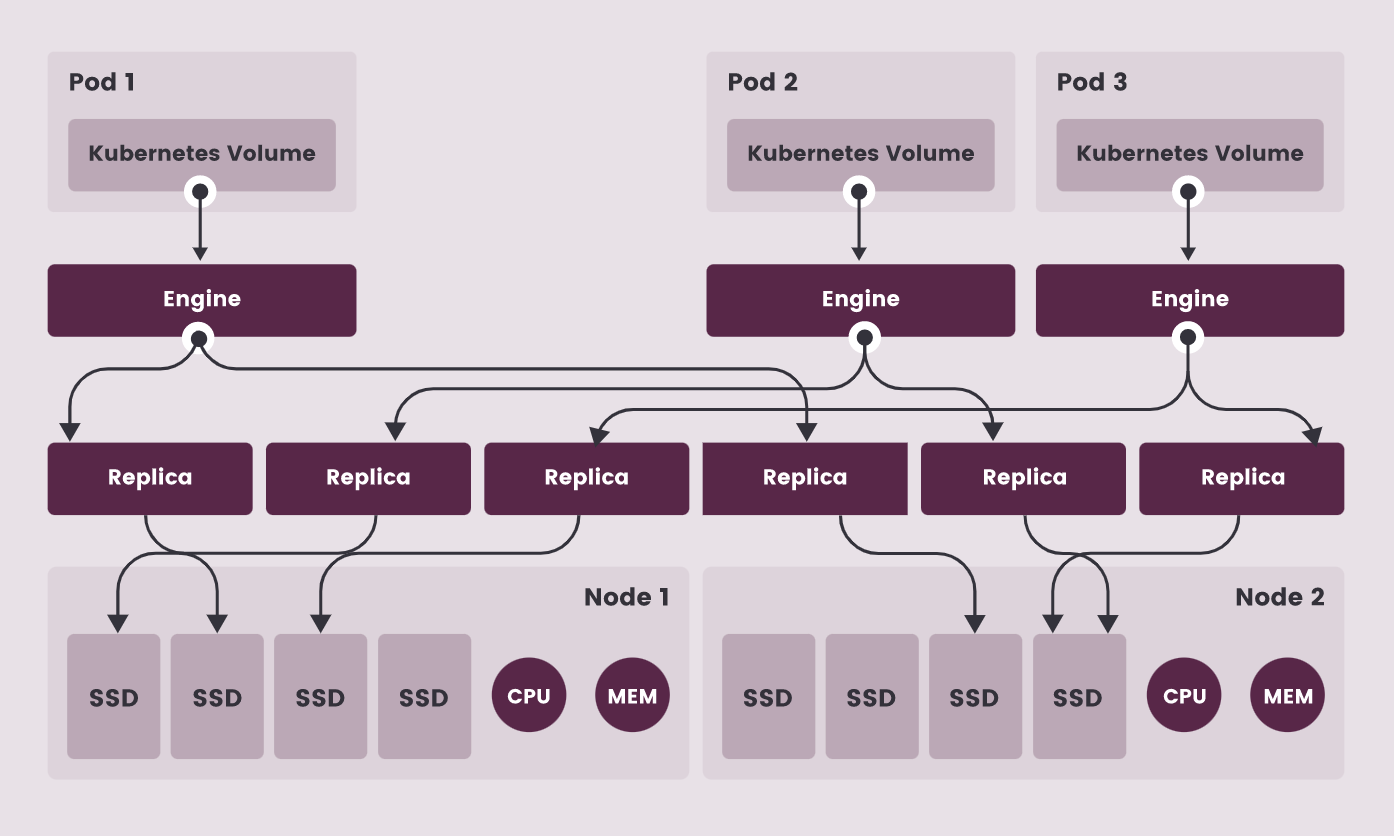 Pod 1
Kubernetes Volume
Pod 2
Kubernetes Volume
Pod 3
Kubernetes Volume
Engine
Engine
Engine
Replica
Replica
Replica
Replica
Replica
Replica
Node 1
SSD
SSD
SSD
SSD
CPU
MEM
Node 2
SSD
SSD
SSD
SSD
CPU
MEM